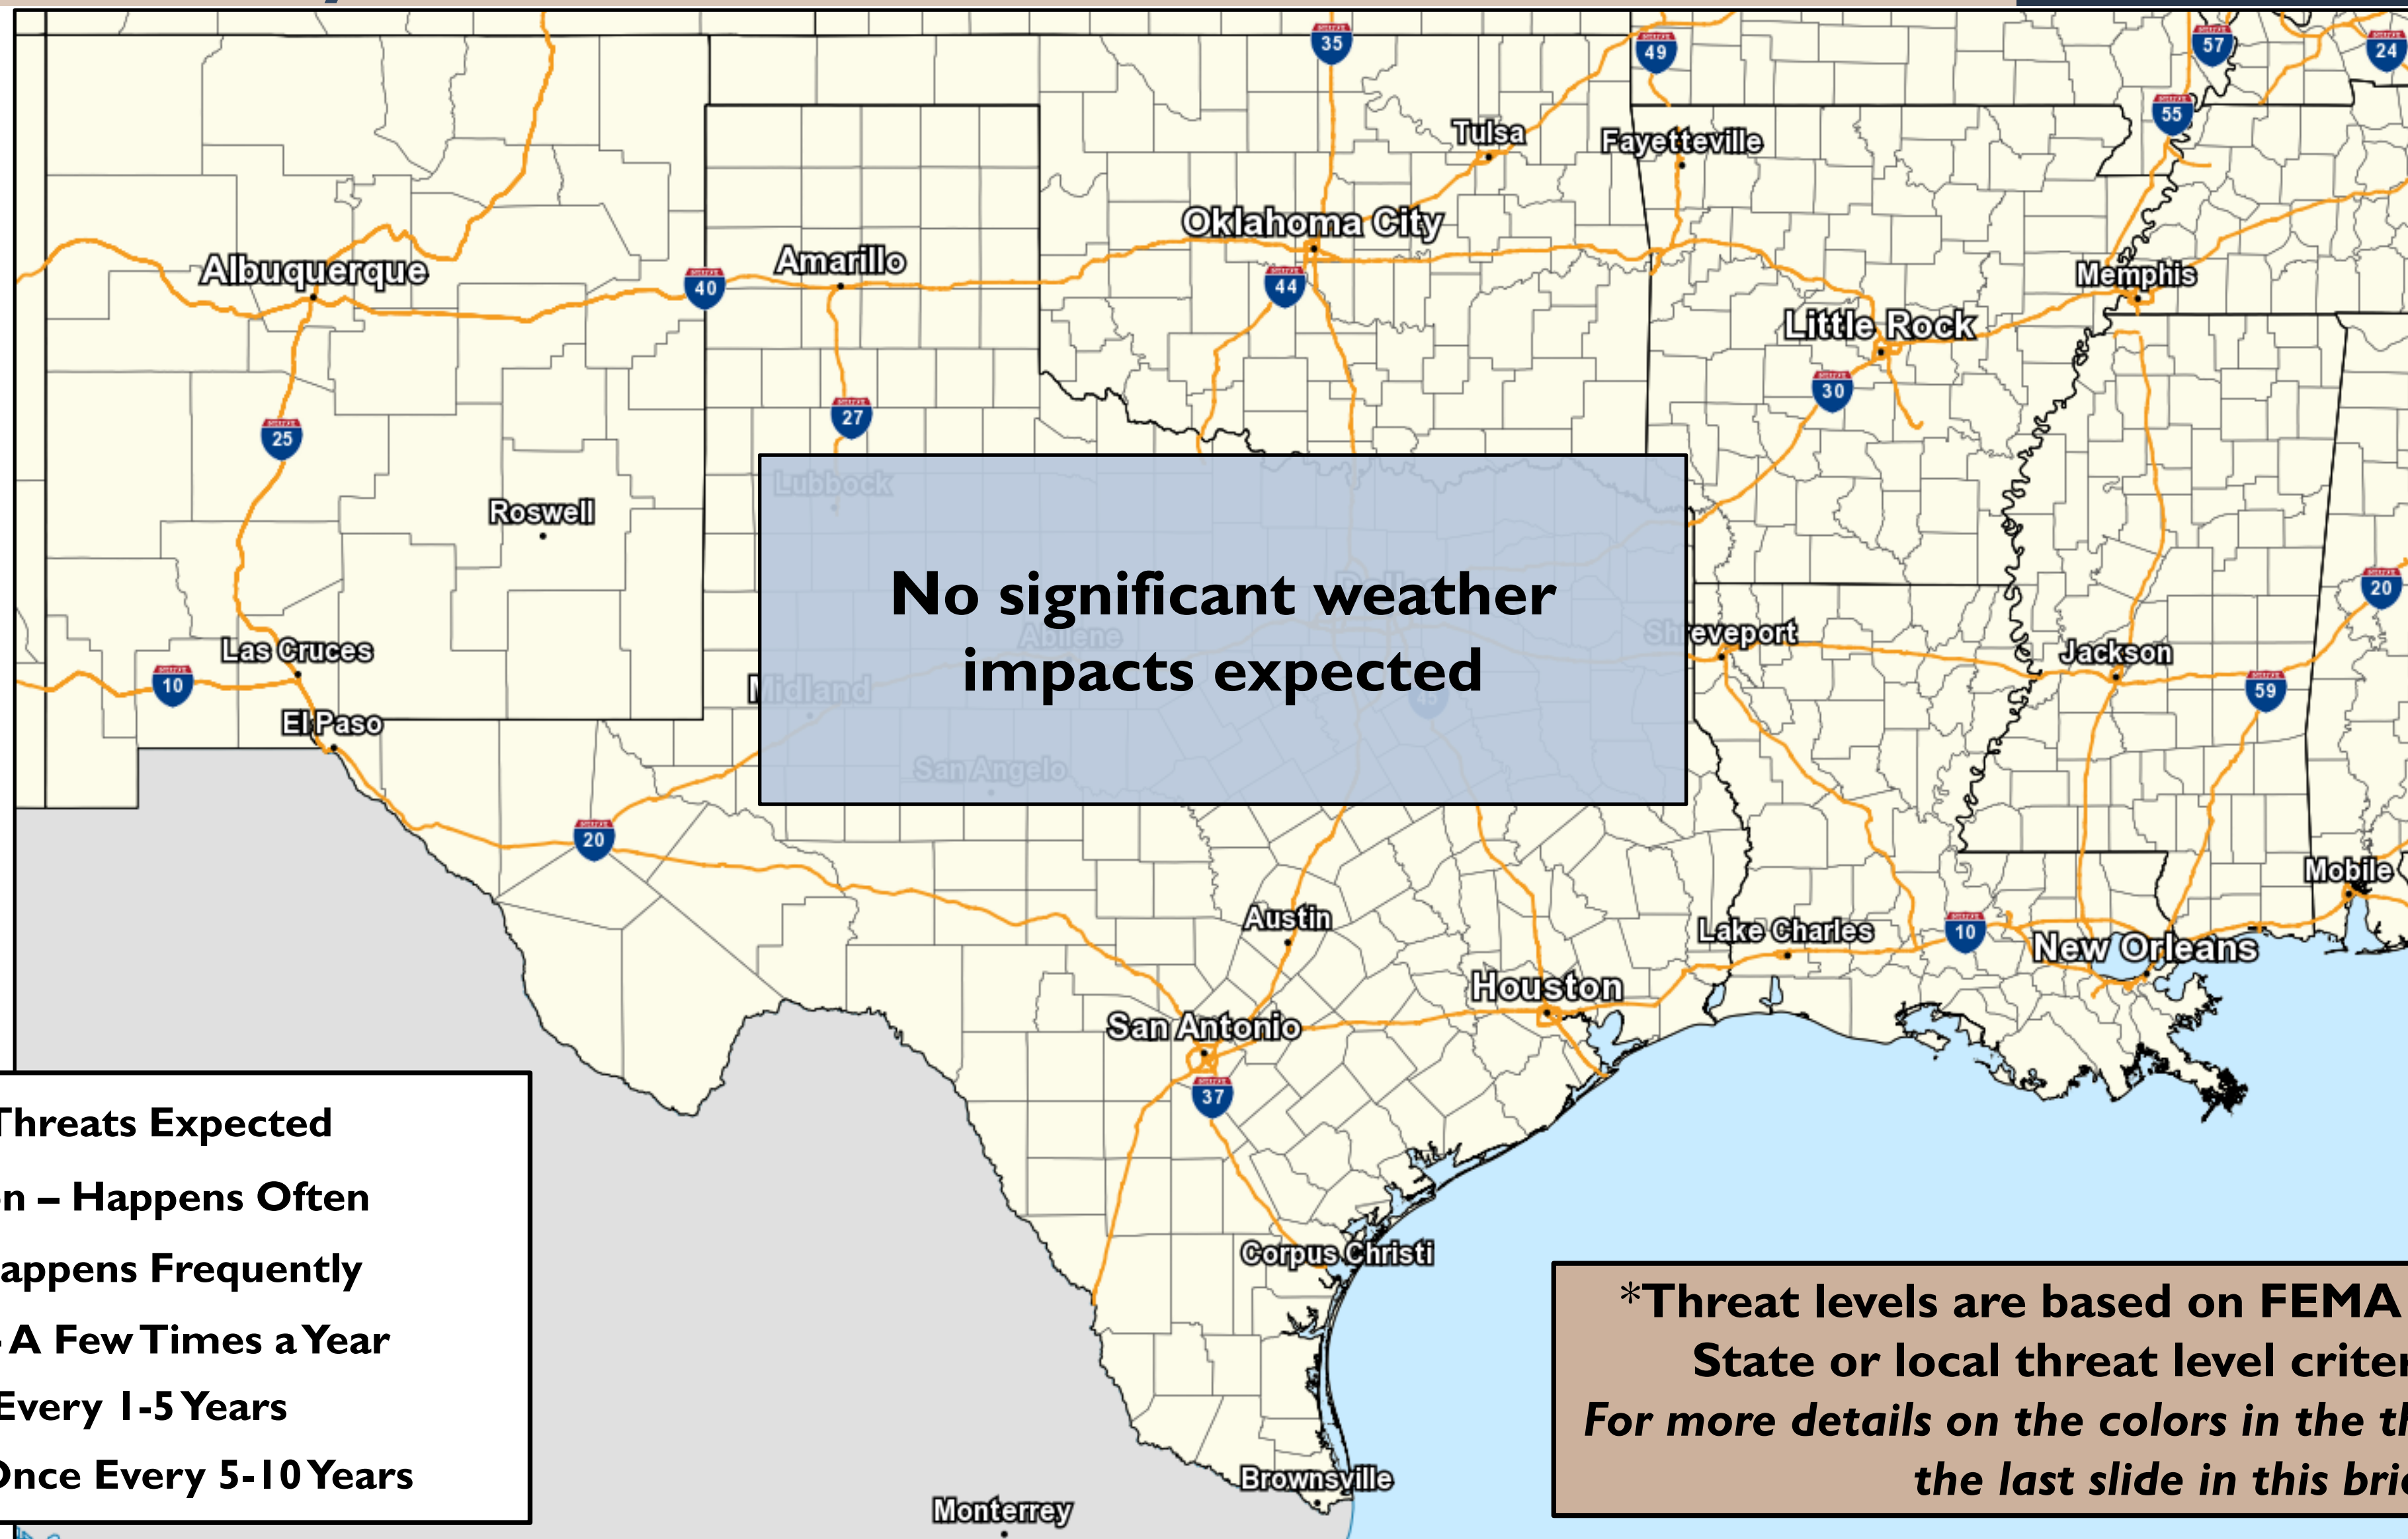 35
49
57
24
55
Tulsa
Fayetteville
Oklahoma City
Albuquerque
Amarillo
40
44
Memphis
Little Rock
30
25
27
Lubbock
Roswell
No significant weather
impacts expected
Dallas
Abilene
20
Shreveport
Las Cruces
Jackson
10
Midland
59
45
El Paso
San Angelo
20
Mobile
Austin
Lake Charles
10
New Orleans
Houston
San Antonio
37
Corpus Christi
Brownsville
Monterrey
Threats Expected
n – Happens Often
appens Frequently
- A Few Times a Year
Every 1-5 Years
Once Every 5-10 Years
*Threat levels are based on FEMA
State or local threat level criter
For more details on the colors in the th
the last slide in this brie